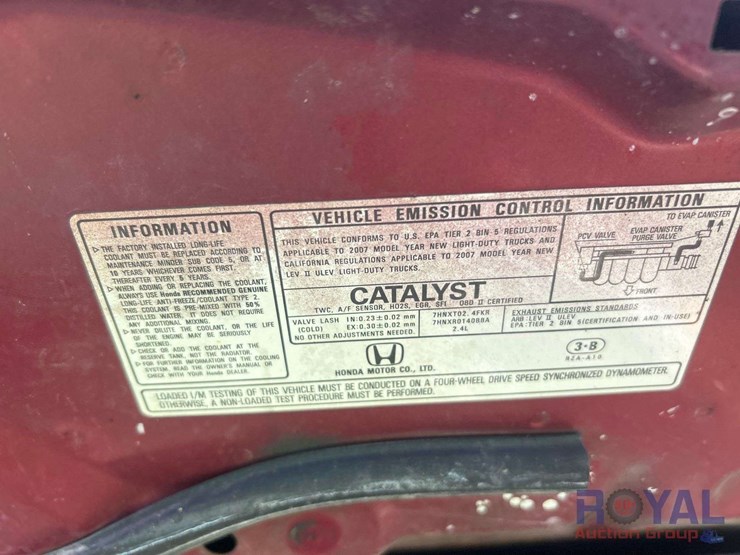 INFORMATION
▷THE FACTORY INSTALLED LONG-LIFE
COOLANT MUST BE REPLACED ACCORDING TO
MAINTENANCE MINDER SUB CODE 5, OR AT
10 YEARS WHICHEVER COMES FIRST.
THEREAFTER EVERY 5 YEARS.
▷WHEN ADDING OR REPLACING THE COOLANT,
ALWAYS USE Honda RECOMMENDED GENUINE
LONG-LIFE ANTI-FREEZE/COOLANT TYPE 2.
THIS COOLANT IS PRE-MIXED WITH 50%
DISTILLED WATER. IT DOES NOT REQUIRE
ANY ADDITIONAL MIXING.
▷NEVER DILUTE THE COOLANT, OR THE LIFE
OF THE ENGINE MAY BE SERIOUSLY
SHORTENED.
▷CHECK OR ADD THE COOLANT AT THE
RESERVE TANK, NOT THE RADIATOR.
▷FOR FURTHER INFORMATION ON THE COOLING
SYSTEM, READ THE OWNER'S MANUAL OR
CHECK WITH YOUR Honda DEALER.
VEHICLE EMISSION CONTROL INFORMATION
THIS VEHICLE CONFORMS TO U.S. EPA TIER 2 BIN 5 REGULATIONS
APPLICABLE TO 2007 MODEL YEAR NEW LIGHT-DUTY TRUCKS AND
CALIFORNIA REGULATIONS APPLICABLE TO 2007 MODEL YEAR NEW
LEV II ULEV LIGHT-DUTY TRUCKS.
CATALYST
TWC, A/F SENSOR, HO2S, EGR, SFI OBD II CERTIFIED
VALVE LASH IN:0.23±0.02 mm
(COLD) EX:0.30±0.02 mm
NO OTHER ADJUSTMENTS NEEDED.
7HNXT02.4FKR
7HNXR0140BBA
2.4L
HONDA MOTOR CO., LTD.
TO EVAP CANISTER
PCV VALVE
EVAP CANISTER
PURGE VALVE
FRONT
EXHAUST EMISSIONS STANDARDS
ARB:LEV II ULEV
EPA:TIER 2 BIN 5(CERTIFICATION AND IN-USE)
3-B
RZA-A10
LOADED I/M TESTING OF THIS VEHICLE MUST BE CONDUCTED ON A FOUR-WHEEL DRIVE SPEED SYNCHRONIZED DYNAMOMETER.
OTHERWISE, A NON-LOADED TEST PROCEDURE MUST BE PERFORMED.
ROYAL
Auction Group